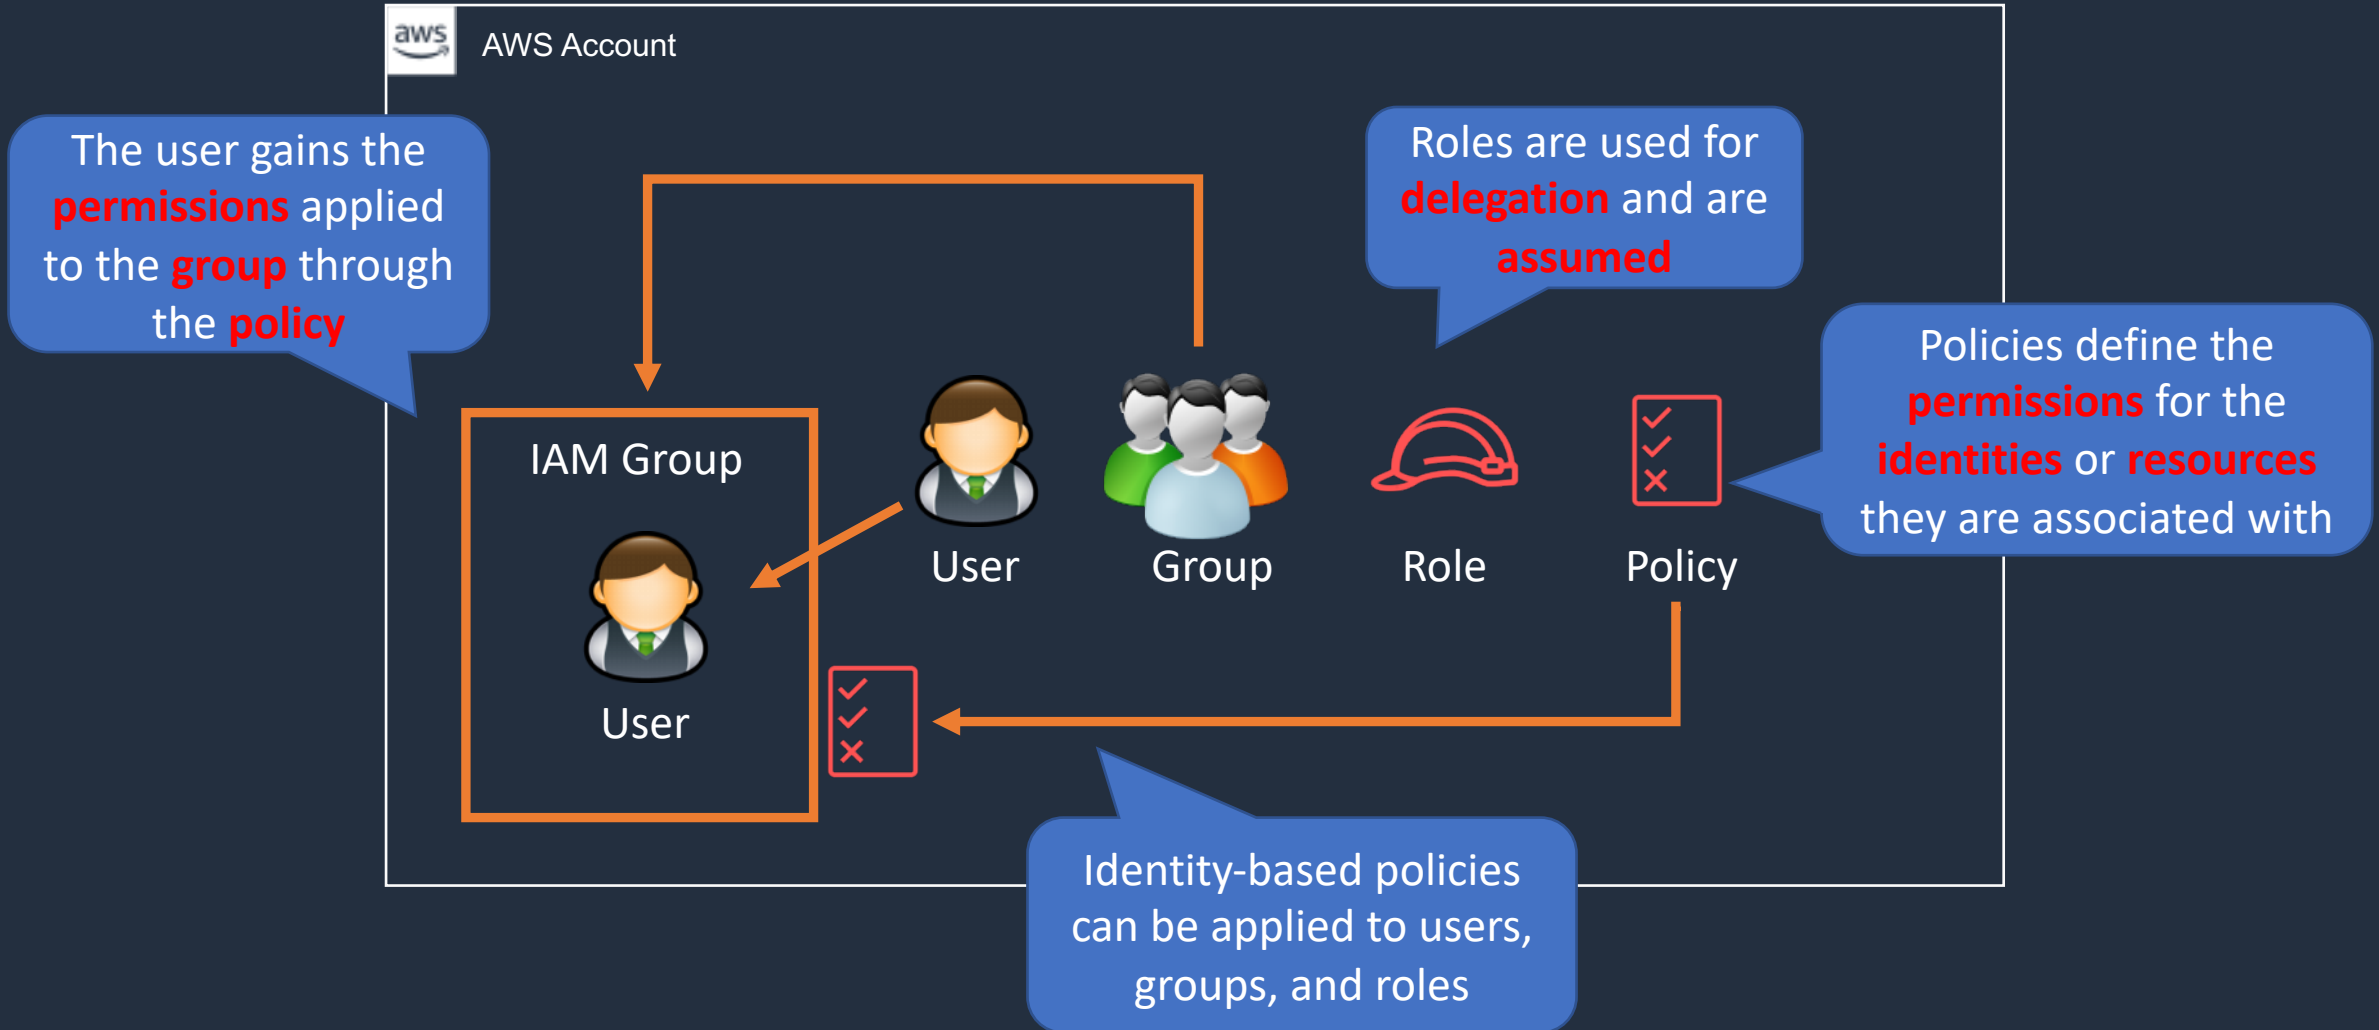 aws
AWS Account
The user gains the
permissions applied
to the group through
the policy
Roles are used for
delegation and are
assumed
Policies define the
permissions for the
identities or resources
they are associated with
IAM Group
User
User
Group
Role
Policy
Identity-based policies
can be applied to users,
groups, and roles